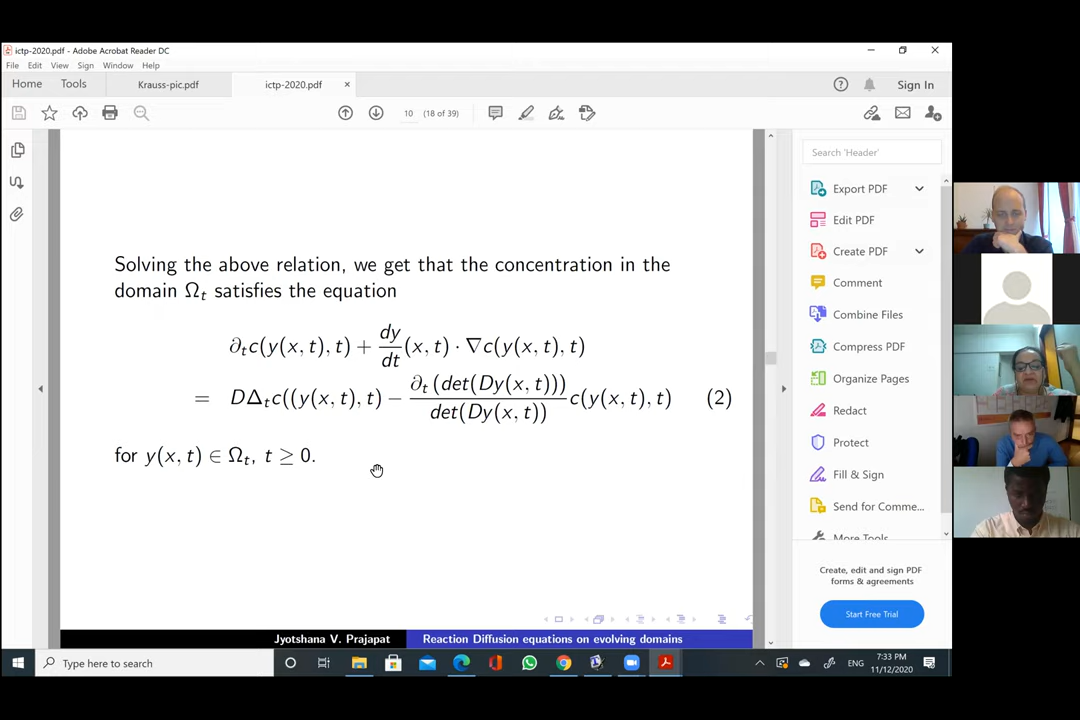 ictp-2020.pdf - Adobe Acrobat Reader DC
File Edit View Sign Window Help
Home Tools Krauss-pic.pdf ictp-2020.pdf × Sign In
10 (18 of 39)
Search 'Header'
Export PDF
Edit PDF
Create PDF
Comment
Combine Files
Compress PDF
Organize Pages
Redact
Protect
Fill & Sign
Send for Comme...
More Tools
Create, edit and sign PDF
forms & agreements
Start Free Trial
Solving the above relation, we get that the concentration in the
domain Ωₜ satisfies the equation
∂ₜc(y(x, t), t) + dy/dt (x, t) · ∇c(y(x, t), t)
= DΔₜc((y(x, t), t) − ∂ₜ(det(Dy(x, t)))/det(Dy(x, t)) c(y(x, t), t) (2)
for y(x, t) ∈ Ωₜ, t ≥ 0.
Jyotshana V. Prajapat Reaction Diffusion equations on evolving domains
Type here to search
ENG
7:33 PM
11/12/2020